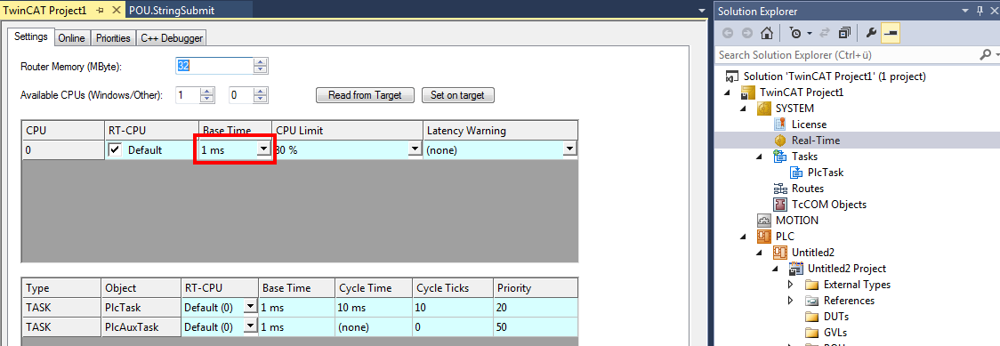 TwinCAT Project1
POU.StringSubmit
Settings Online Priorities C++ Debugger
Router Memory (MByte): 32
Available CPUs (Windows/Other): 1 0 Read from Target Set on target
CPU RT-CPU Base Time CPU Limit Latency Warning
0 Default 1 ms 80 % (none)
Type Object RT-CPU Base Time Cycle Time Cycle Ticks Priority
TASK PlcTask Default (0) 1 ms 10 ms 10 20
TASK PlcAuxTask Default (0) 1 ms (none) 0 50
Solution Explorer
Search Solution Explorer (Ctrl+ü)
Solution 'TwinCAT Project1' (1 project)
TwinCAT Project1
SYSTEM
License
Real-Time
Tasks
PlcTask
Routes
TcCOM Objects
MOTION
PLC
Untitled2
Untitled2 Project
External Types
References
DUTs
GVLs